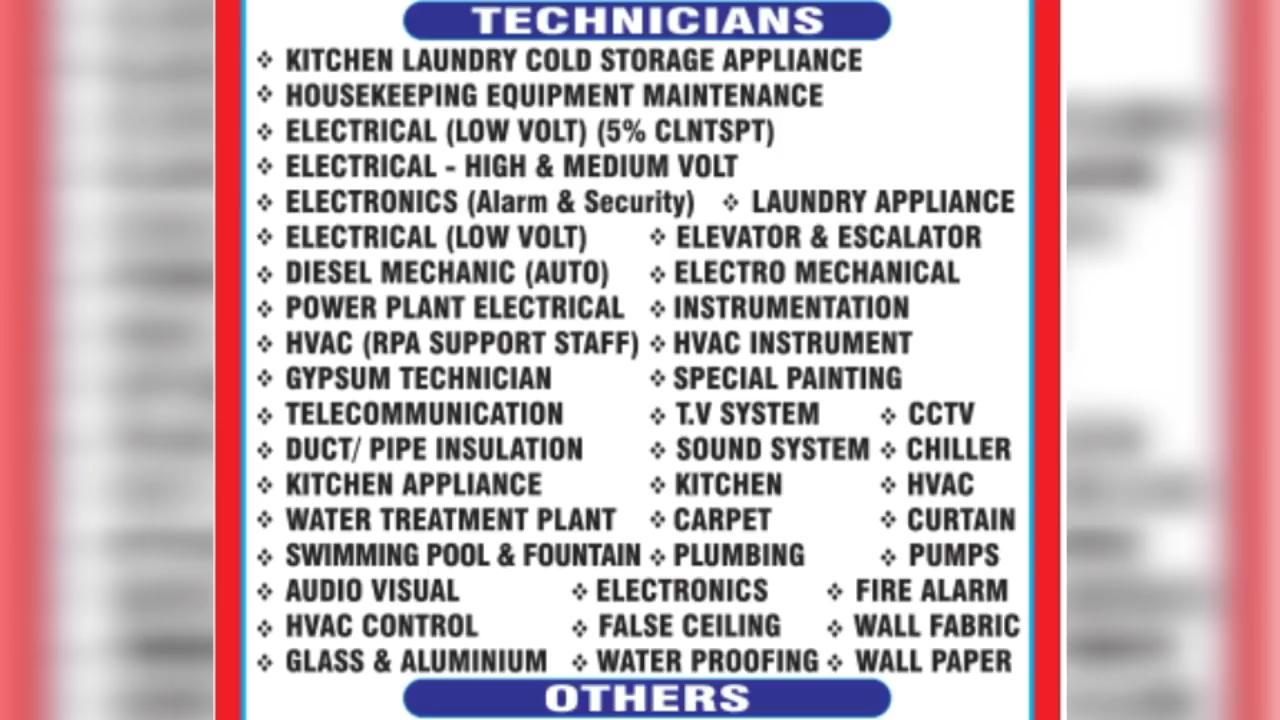 TECHNICIANS
❖ KITCHEN LAUNDRY COLD STORAGE APPLIANCE
❖ HOUSEKEEPING EQUIPMENT MAINTENANCE
❖ ELECTRICAL (LOW VOLT) (5% CLNTSPT)
❖ ELECTRICAL - HIGH & MEDIUM VOLT
❖ ELECTRONICS (Alarm & Security) ❖ LAUNDRY APPLIANCE
❖ ELECTRICAL (LOW VOLT) ❖ ELEVATOR & ESCALATOR
❖ DIESEL MECHANIC (AUTO) ❖ ELECTRO MECHANICAL
❖ POWER PLANT ELECTRICAL ❖ INSTRUMENTATION
❖ HVAC (RPA SUPPORT STAFF) ❖ HVAC INSTRUMENT
❖ GYPSUM TECHNICIAN ❖ SPECIAL PAINTING
❖ TELECOMMUNICATION ❖ T.V SYSTEM ❖ CCTV
❖ DUCT/ PIPE INSULATION ❖ SOUND SYSTEM ❖ CHILLER
❖ KITCHEN APPLIANCE ❖ KITCHEN ❖ HVAC
❖ WATER TREATMENT PLANT ❖ CARPET ❖ CURTAIN
❖ SWIMMING POOL & FOUNTAIN ❖ PLUMBING ❖ PUMPS
❖ AUDIO VISUAL ❖ ELECTRONICS ❖ FIRE ALARM
❖ HVAC CONTROL ❖ FALSE CEILING ❖ WALL FABRIC
❖ GLASS & ALUMINIUM ❖ WATER PROOFING ❖ WALL PAPER
OTHERS